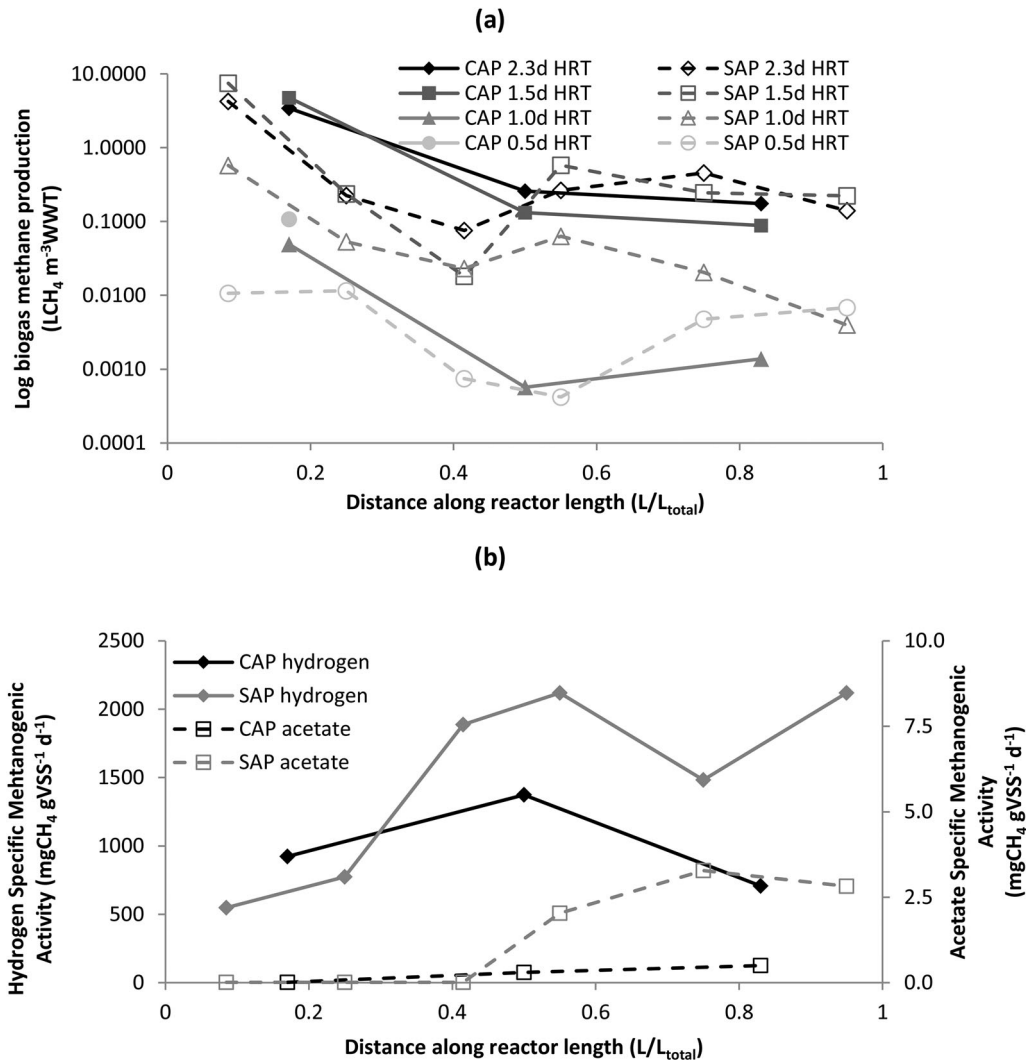 (a)
CAP 2.3d HRT
SAP 2.3d HRT
CAP 1.5d HRT
SAP 1.5d HRT
CAP 1.0d HRT
SAP 1.0d HRT
CAP 0.5d HRT
SAP 0.5d HRT
Log biogas methane production
(LCH₄ m⁻³WWT)
10.0000
1.0000
0.1000
0.0100
0.0010
0.0001
0
0.2
0.4
0.6
0.8
1
Distance along reactor length (L/Ltotal)
(b)
CAP hydrogen
SAP hydrogen
CAP acetate
SAP acetate
Hydrogen Specific Mehtanogenic
Activity (mgCH₄ gVSS⁻¹ d⁻¹)
2500
2000
1500
1000
500
0
10.0
7.5
5.0
2.5
0.0
Acetate Specific Methanogenic
Activity
(mgCH₄ gVSS⁻¹ d⁻¹)
0
0.2
0.4
0.6
0.8
1
Distance along reactor length (L/Ltotal)